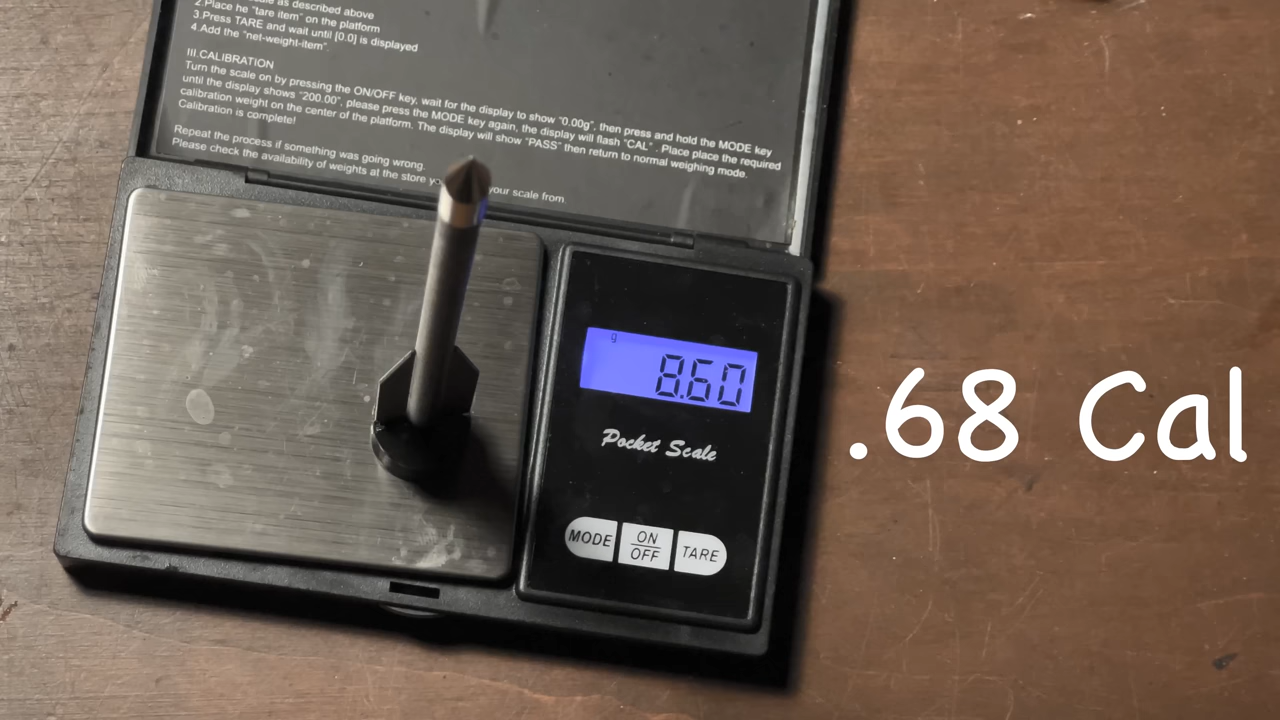 scale as described above
2.Place he "tare item" on the platform
3.Press TARE and wait until [0.0] is displayed
4.Add the "net-weight-item".
III.CALIBRATION
Turn the scale on by pressing the ON/OFF key, wait for the display to show "0.00g", then press and hold the MODE key
until the display shows "200.00", please press the MODE key again, the display will flash "CAL" . Place place the required
calibration weight on the center of the platform. The display will show "PASS" then return to normal weighing mode.
Calibration is complete!
Repeat the process if something was going wrong.
Please check the availability of weights at the store your scale from.
g
8.60
Pocket Scale
MODE
ON
OFF
TARE
.68 Cal